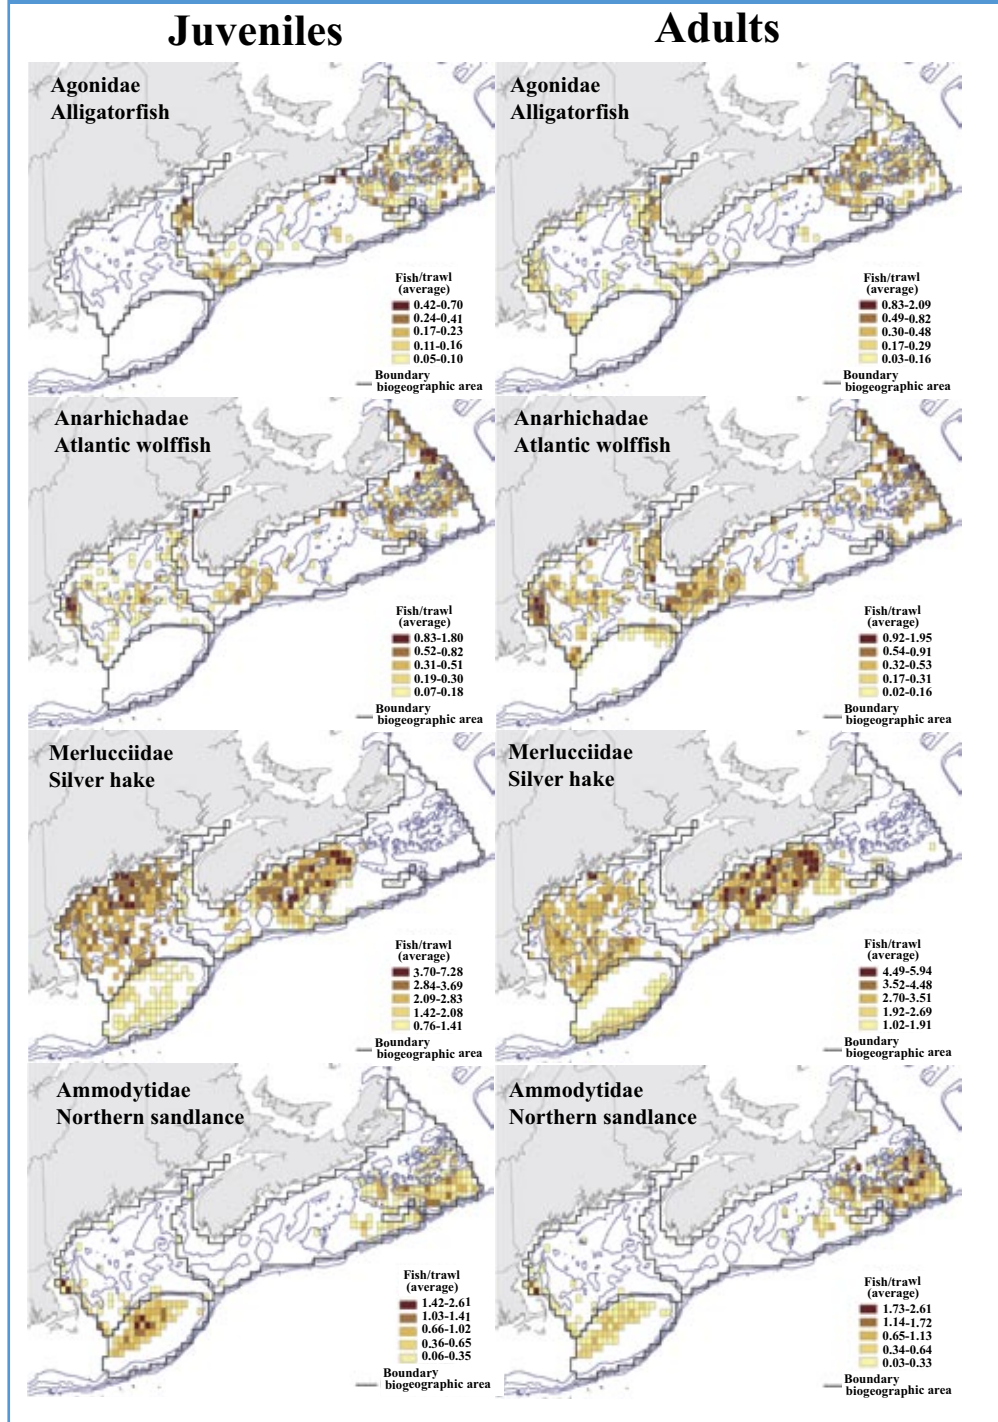 Juveniles
Adults
Agonidae
Alligatorfish
Fish/trawl
(average)
0.42-0.70
0.24-0.41
0.17-0.23
0.11-0.16
0.05-0.10
Boundary
biogeographic area
Agonidae
Alligatorfish
Fish/trawl
(average)
0.83-2.09
0.49-0.82
0.30-0.48
0.17-0.29
0.03-0.16
Boundary
biogeographic area
Anarhichadae
Atlantic wolffish
Fish/trawl
(average)
0.83-1.80
0.52-0.82
0.31-0.51
0.19-0.30
0.07-0.18
Boundary
biogeographic area
Anarhichadae
Atlantic wolffish
Fish/trawl
(average)
0.92-1.95
0.54-0.91
0.32-0.53
0.17-0.31
0.02-0.16
Boundary
biogeographic area
Merlucciidae
Silver hake
Fish/trawl
(average)
3.70-7.28
2.84-3.69
2.09-2.83
1.42-2.08
0.76-1.41
Boundary
biogeographic area
Merlucciidae
Silver hake
Fish/trawl
(average)
4.49-5.94
3.52-4.48
2.70-3.51
1.92-2.69
1.02-1.91
Boundary
biogeographic area
Ammodytidae
Northern sandlance
Fish/trawl
(average)
1.42-2.61
1.03-1.41
0.66-1.02
0.36-0.65
0.06-0.35
Boundary
biogeographic area
Ammodytidae
Northern sandlance
Fish/trawl
(average)
1.73-2.61
1.14-1.72
0.65-1.13
0.34-0.64
0.03-0.33
Boundary
biogeographic area